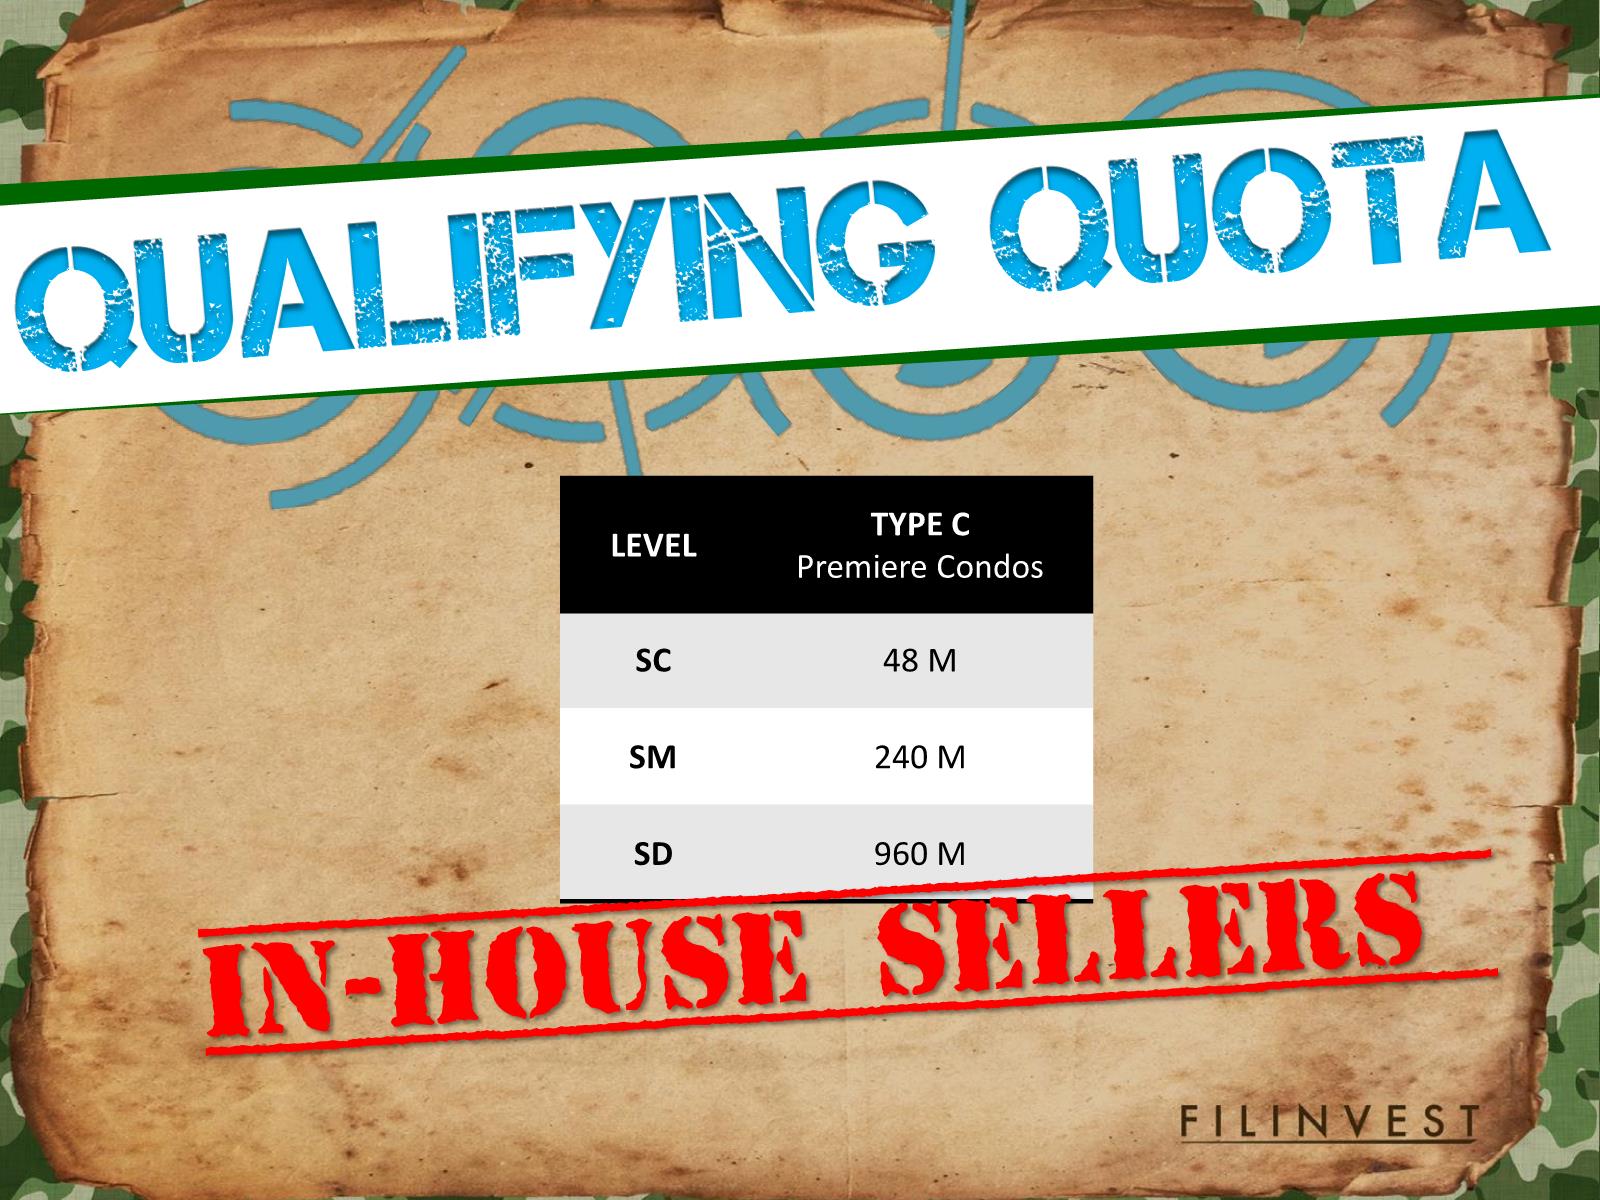 QUALIFYING QUOTA
LEVEL
TYPE C
Premiere Condos
SC 48 M
SM 240 M
SD 960 M
IN-HOUSE SELLERS
FILINVEST